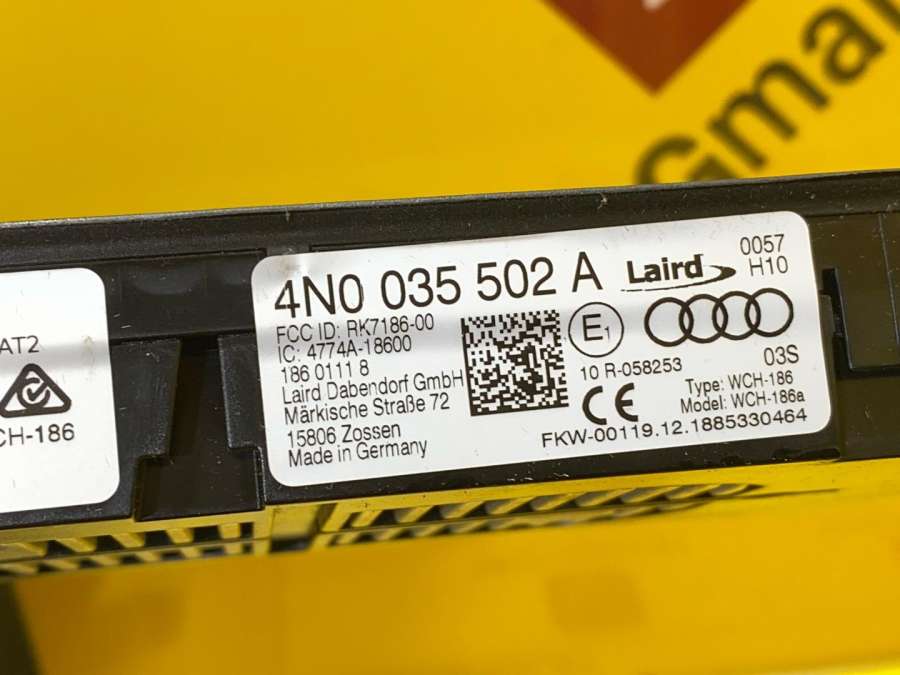 Gmar
4N0 035 502 A
Laird
0057
H10
FCC ID: RK7186-00
IC: 4774A-18600
186 0111 8
Laird Dabendorf GmbH
Märkische Straße 72
15806 Zossen
Made in Germany
E1
10 R-058253
03S
CE
Type: WCH-186
Model: WCH-186a
FKW-00119.12.1885330464
AT2
CH-186